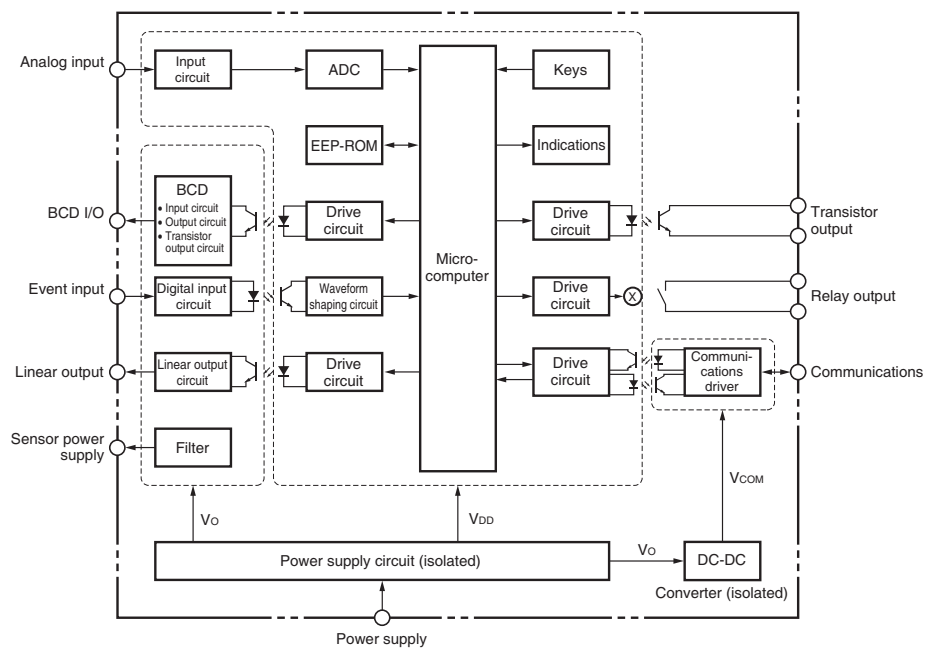 Analog input
Input
circuit
ADC
Keys
EEP-ROM
Indications
BCD I/O
BCD
• Input circuit
• Output circuit
• Transistor
output circuit
Drive
circuit
Drive
circuit
Transistor
output
Micro-
computer
Event input
Digital input
circuit
Waveform
shaping circuit
Drive
circuit
X
Relay output
Linear output
Linear output
circuit
Drive
circuit
Drive
circuit
Communi-
cations
driver
Communications
Sensor power
supply
Filter
VO
VDD
VCOM
Power supply circuit (isolated)
VO
DC-DC
Converter (isolated)
Power supply